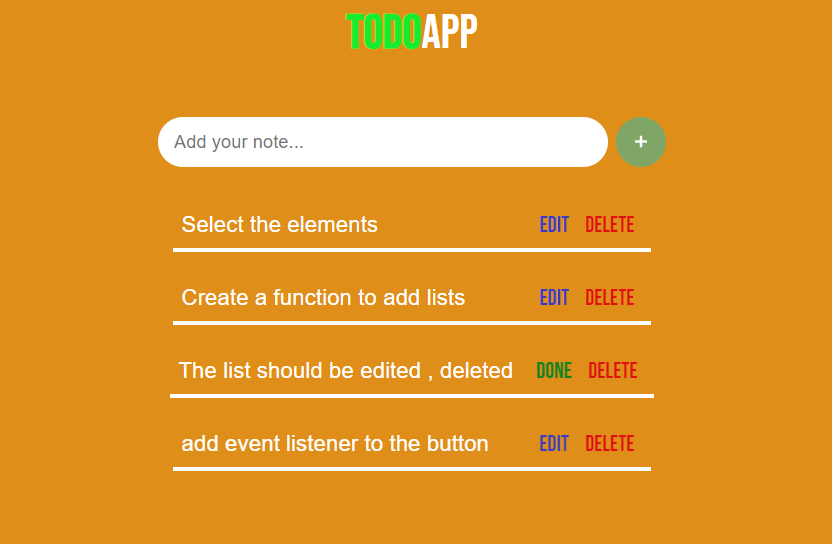 TODOAPP
Add your note...
+
Select the elements EDIT DELETE
Create a function to add lists EDIT DELETE
The list should be edited , deleted DONE DELETE
add event listener to the button EDIT DELETE